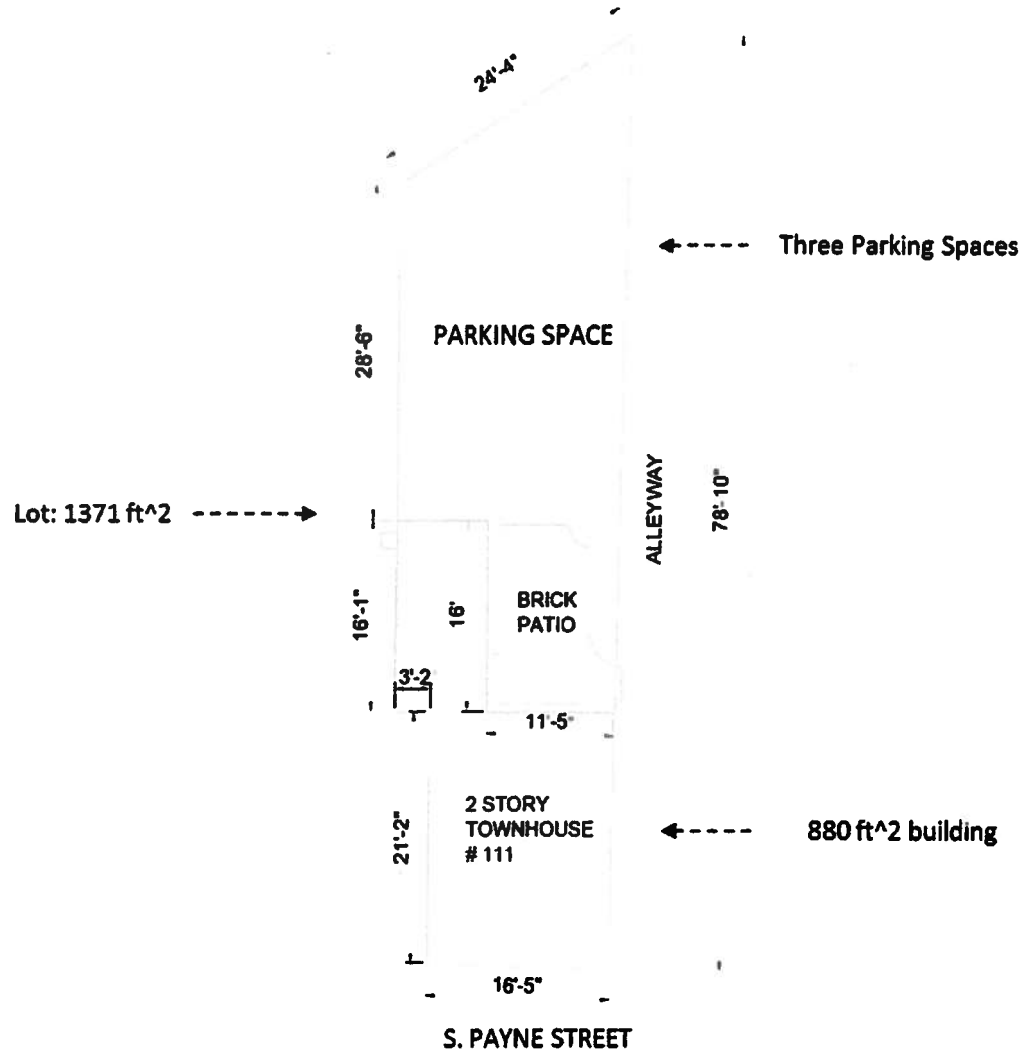 24'-4"
Three Parking Spaces
PARKING SPACE
28'-6"
ALLEYWAY
78'-10"
Lot: 1371 ft^2
16'-1"
16'
BRICK
PATIO
3'-2
11'-5"
2 STORY
TOWNHOUSE
# 111
21'-2"
880 ft^2 building
16'-5"
S. PAYNE STREET